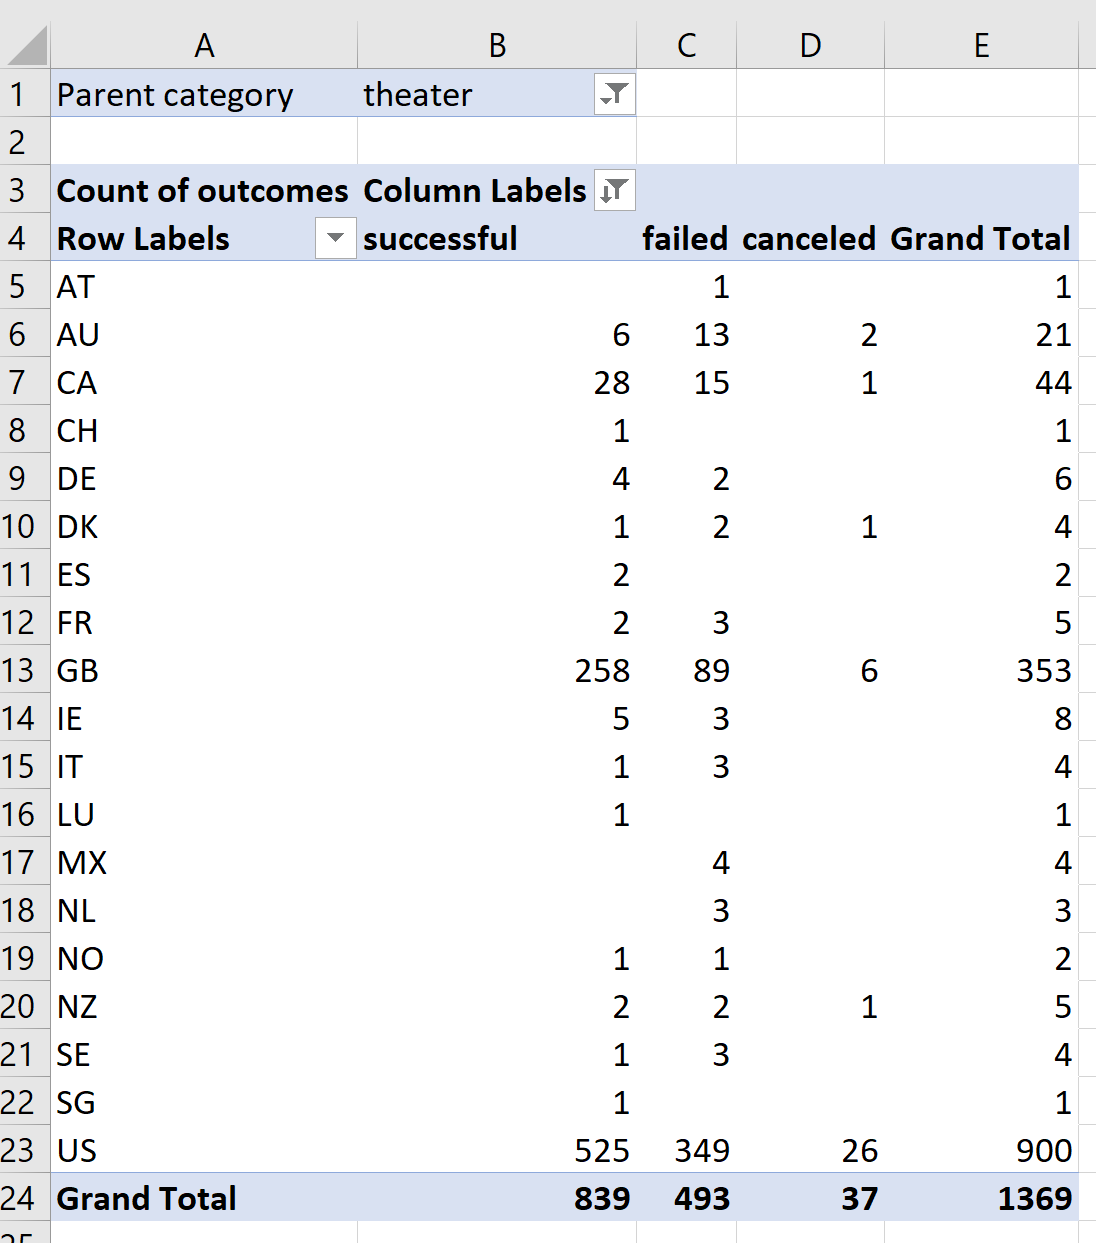 A B C D E
1 Parent category theater
2
3 Count of outcomes Column Labels
4 Row Labels successful failed canceled Grand Total
5 AT 1 1
6 AU 6 13 2 21
7 CA 28 15 1 44
8 CH 1 1
9 DE 4 2 6
10 DK 1 2 1 4
11 ES 2 2
12 FR 2 3 5
13 GB 258 89 6 353
14 IE 5 3 8
15 IT 1 3 4
16 LU 1 1
17 MX 4 4
18 NL 3 3
19 NO 1 1 2
20 NZ 2 2 1 5
21 SE 1 3 4
22 SG 1 1
23 US 525 349 26 900
24 Grand Total 839 493 37 1369